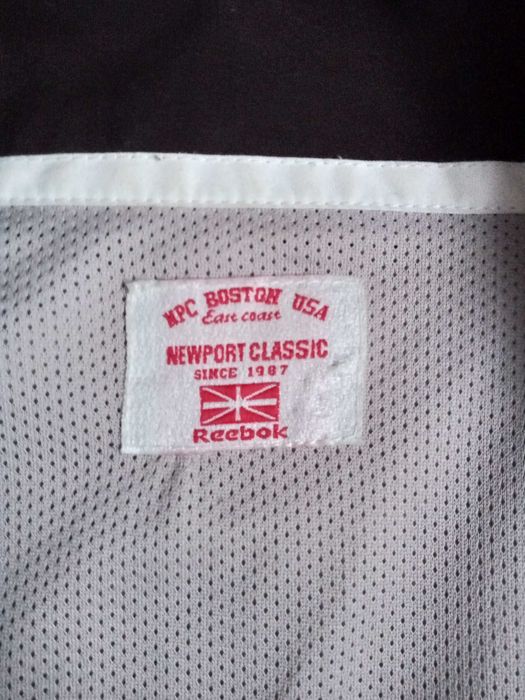 NPC BOSTON USA
East coast
NEWPORT CLASSIC
SINCE 1987
Reebok